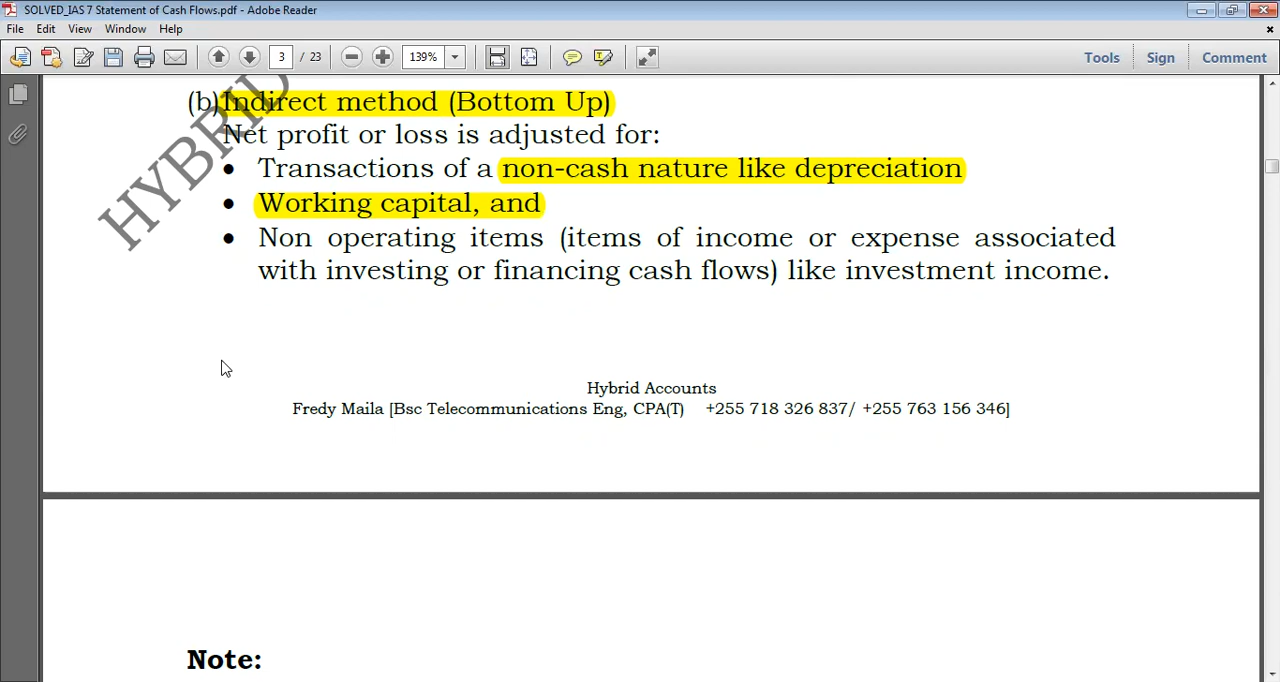 SOLVED_IAS 7 Statement of Cash Flows.pdf - Adobe Reader
File Edit View Window Help
3 / 23 139% Tools Sign Comment
(b)Indirect method (Bottom Up)
Net profit or loss is adjusted for:
• Transactions of a non-cash nature like depreciation
• Working capital, and
• Non operating items (items of income or expense associated
with investing or financing cash flows) like investment income.
HYBRID
Hybrid Accounts
Fredy Maila [Bsc Telecommunications Eng, CPA(T) +255 718 326 837/ +255 763 156 346]
Note: